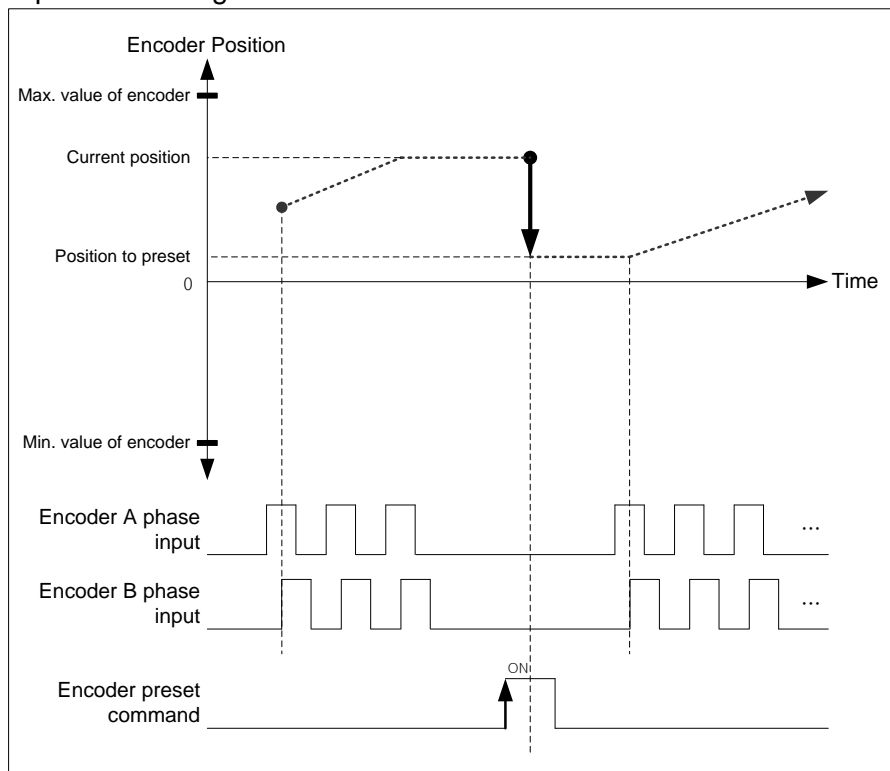 Encoder Position
Max. value of encoder
Current position
Position to preset
0
Time
Min. value of encoder
Encoder A phase
input
...
Encoder B phase
input
...
ON
Encoder preset
command